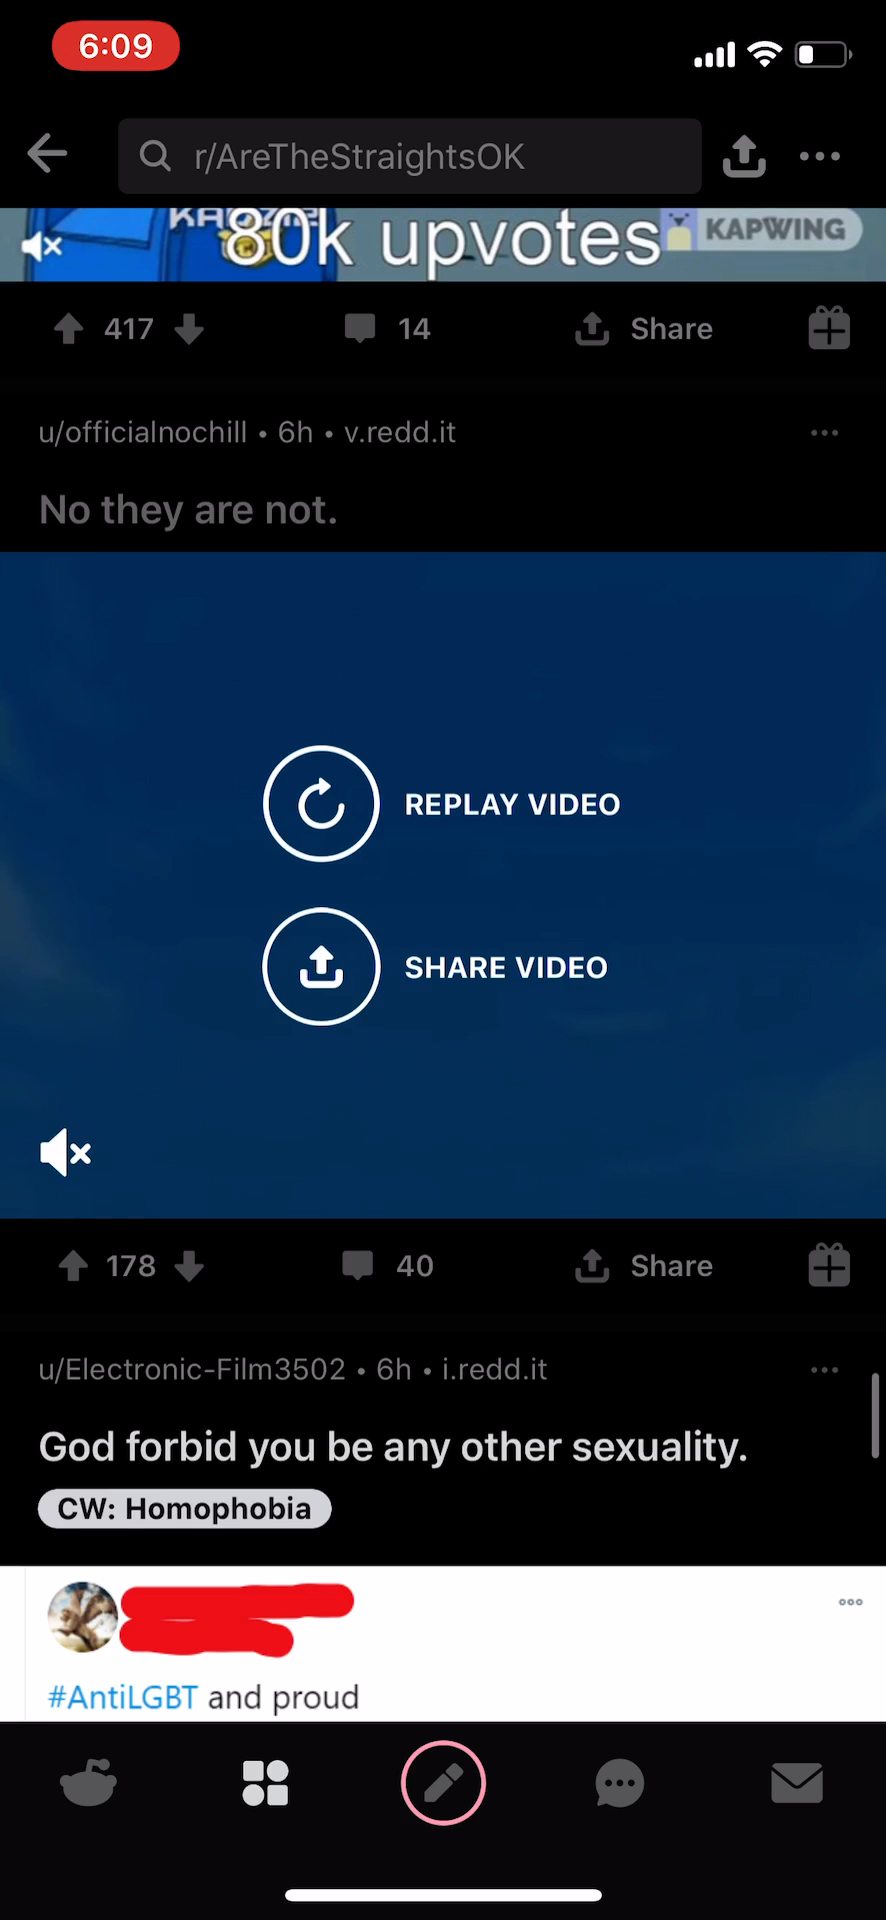 6:09
r/AreTheStraightsOK
80k upvotes
KAPWING
417
14
Share
u/officialnochill • 6h • v.redd.it
No they are not.
REPLAY VIDEO
SHARE VIDEO
178
40
Share
u/Electronic-Film3502 • 6h • i.redd.it
God forbid you be any other sexuality.
CW: Homophobia
#AntiLGBT and proud